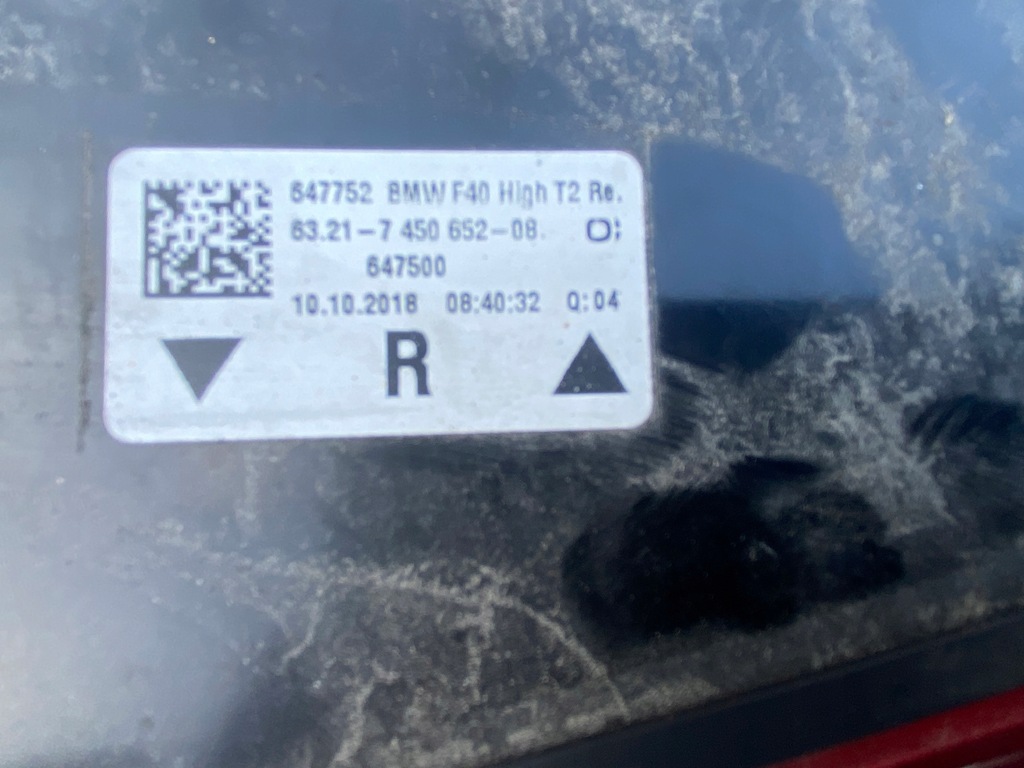 647752 BMW F40 High T2 Re.
63.21-7 450 652-08.
647500
10.10.2018 08:40:32 Q:04
R